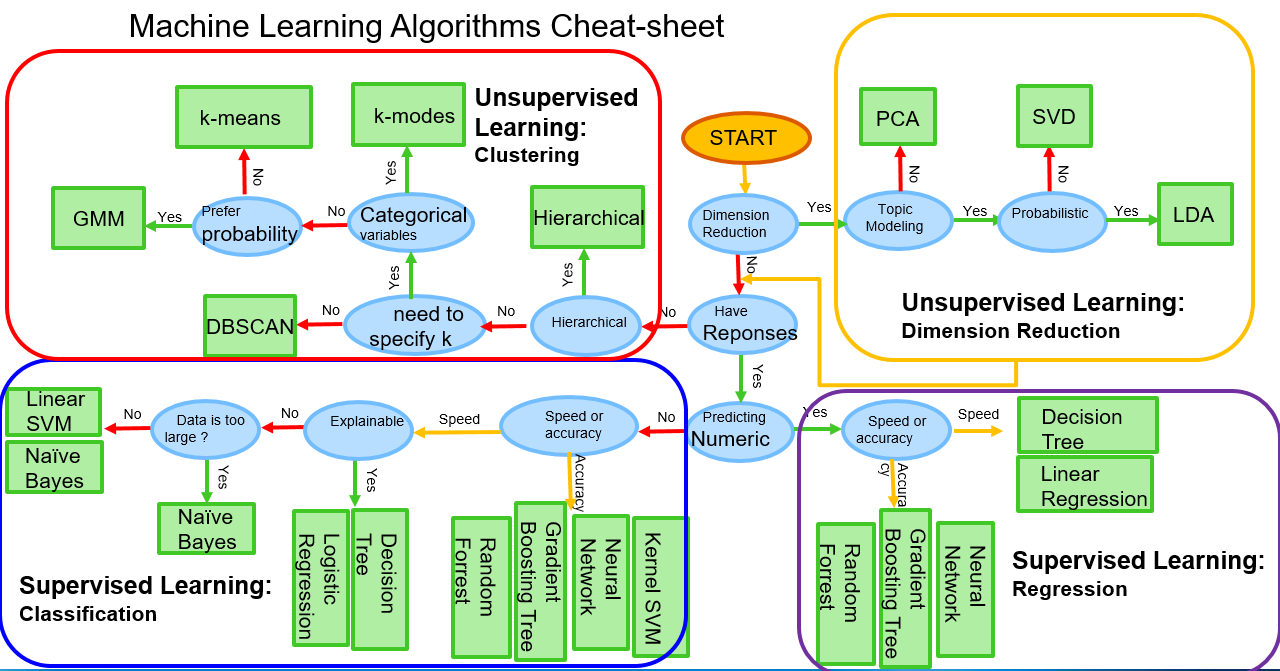 Machine Learning Algorithms Cheat-sheet
Unsupervised
Learning:
Clustering
k-means
k-modes
No
Yes
GMM
Yes
Prefer
probability
No
Categorical
variables
Hierarchical
Yes
Yes
DBSCAN
No
need to
specify k
No
Hierarchical
No
START
Dimension
Reduction
Yes
No
Have
Reponses
Yes
PCA
SVD
No
No
Topic
Modeling
Yes
Probabilistic
Yes
LDA
Unsupervised Learning:
Dimension Reduction
Linear
SVM
Naïve
Bayes
No
Data is too
large ?
No
Explainable
Speed
Speed or
accuracy
No
Predicting
Numeric
Yes
Yes
Yes
Accuracy
Naïve
Bayes
Logistic
Regression
Decision
Tree
Random
Forrest
Gradient
Boosting Tree
Neural
Network
Kernel SVM
Supervised Learning:
Classification
Speed or
accuracy
Speed
Decision
Tree
Linear
Regression
Accura
cy
Random
Forrest
Gradient
Boosting Tree
Neural
Network
Supervised Learning:
Regression